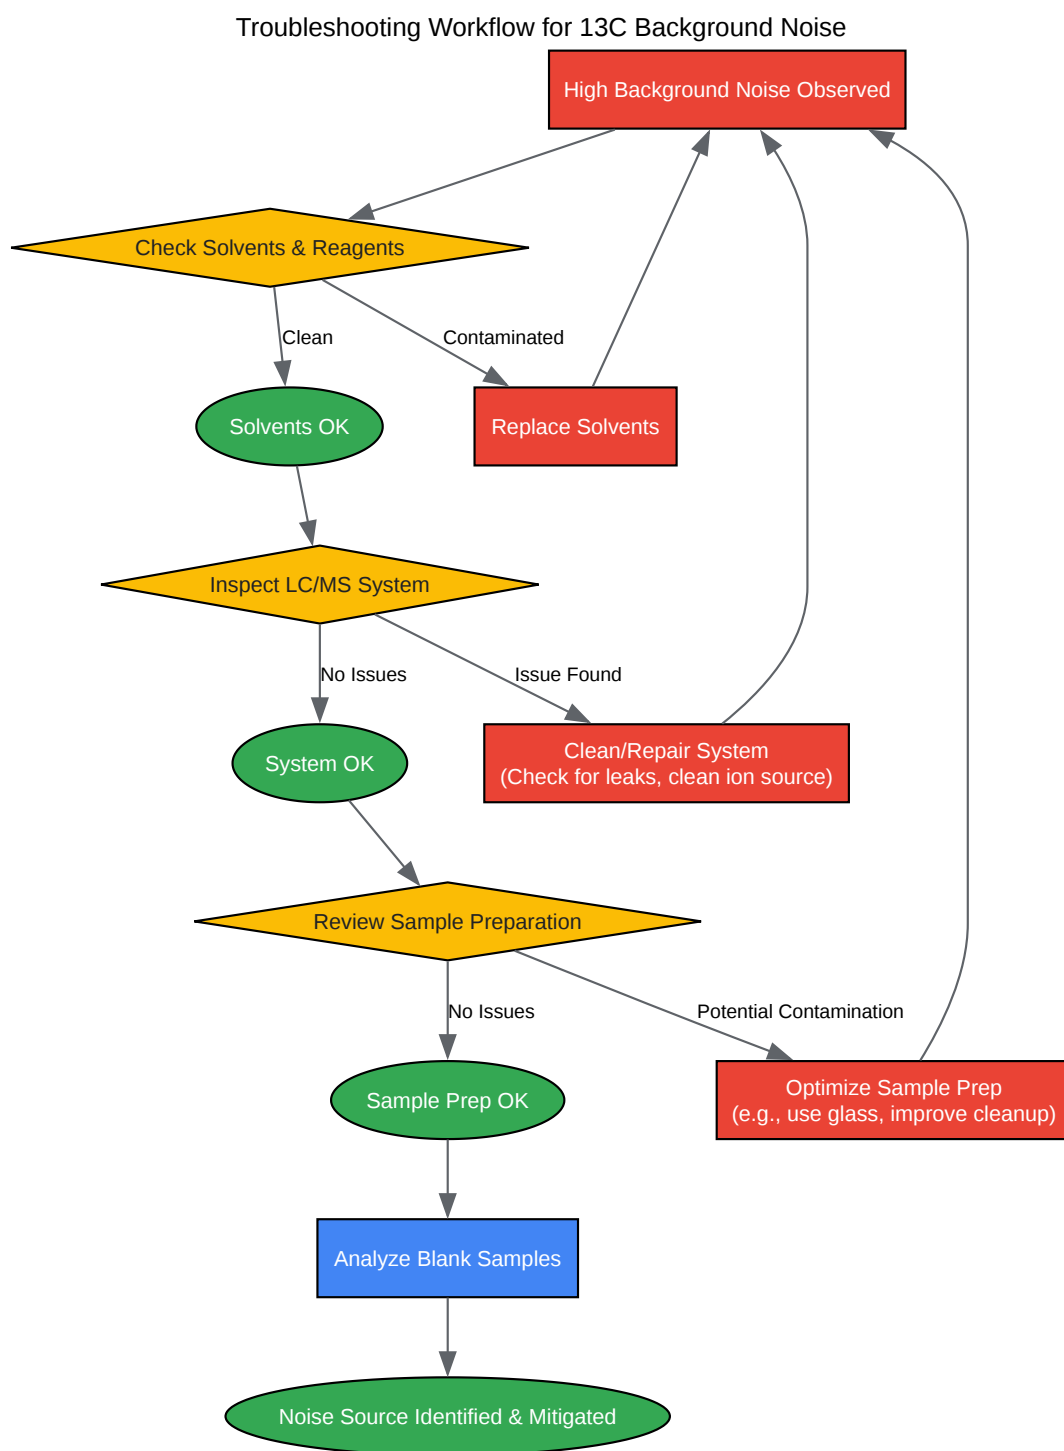 Troubleshooting Workflow for 13C Background Noise
High Background Noise Observed
Check Solvents & Reagents
Clean
Contaminated
Solvents OK
Replace Solvents
Inspect LC/MS System
No Issues
Issue Found
System OK
Clean/Repair System
(Check for leaks, clean ion source)
Review Sample Preparation
No Issues
Potential Contamination
Sample Prep OK
Optimize Sample Prep
(e.g., use glass, improve cleanup)
Analyze Blank Samples
Noise Source Identified & Mitigated